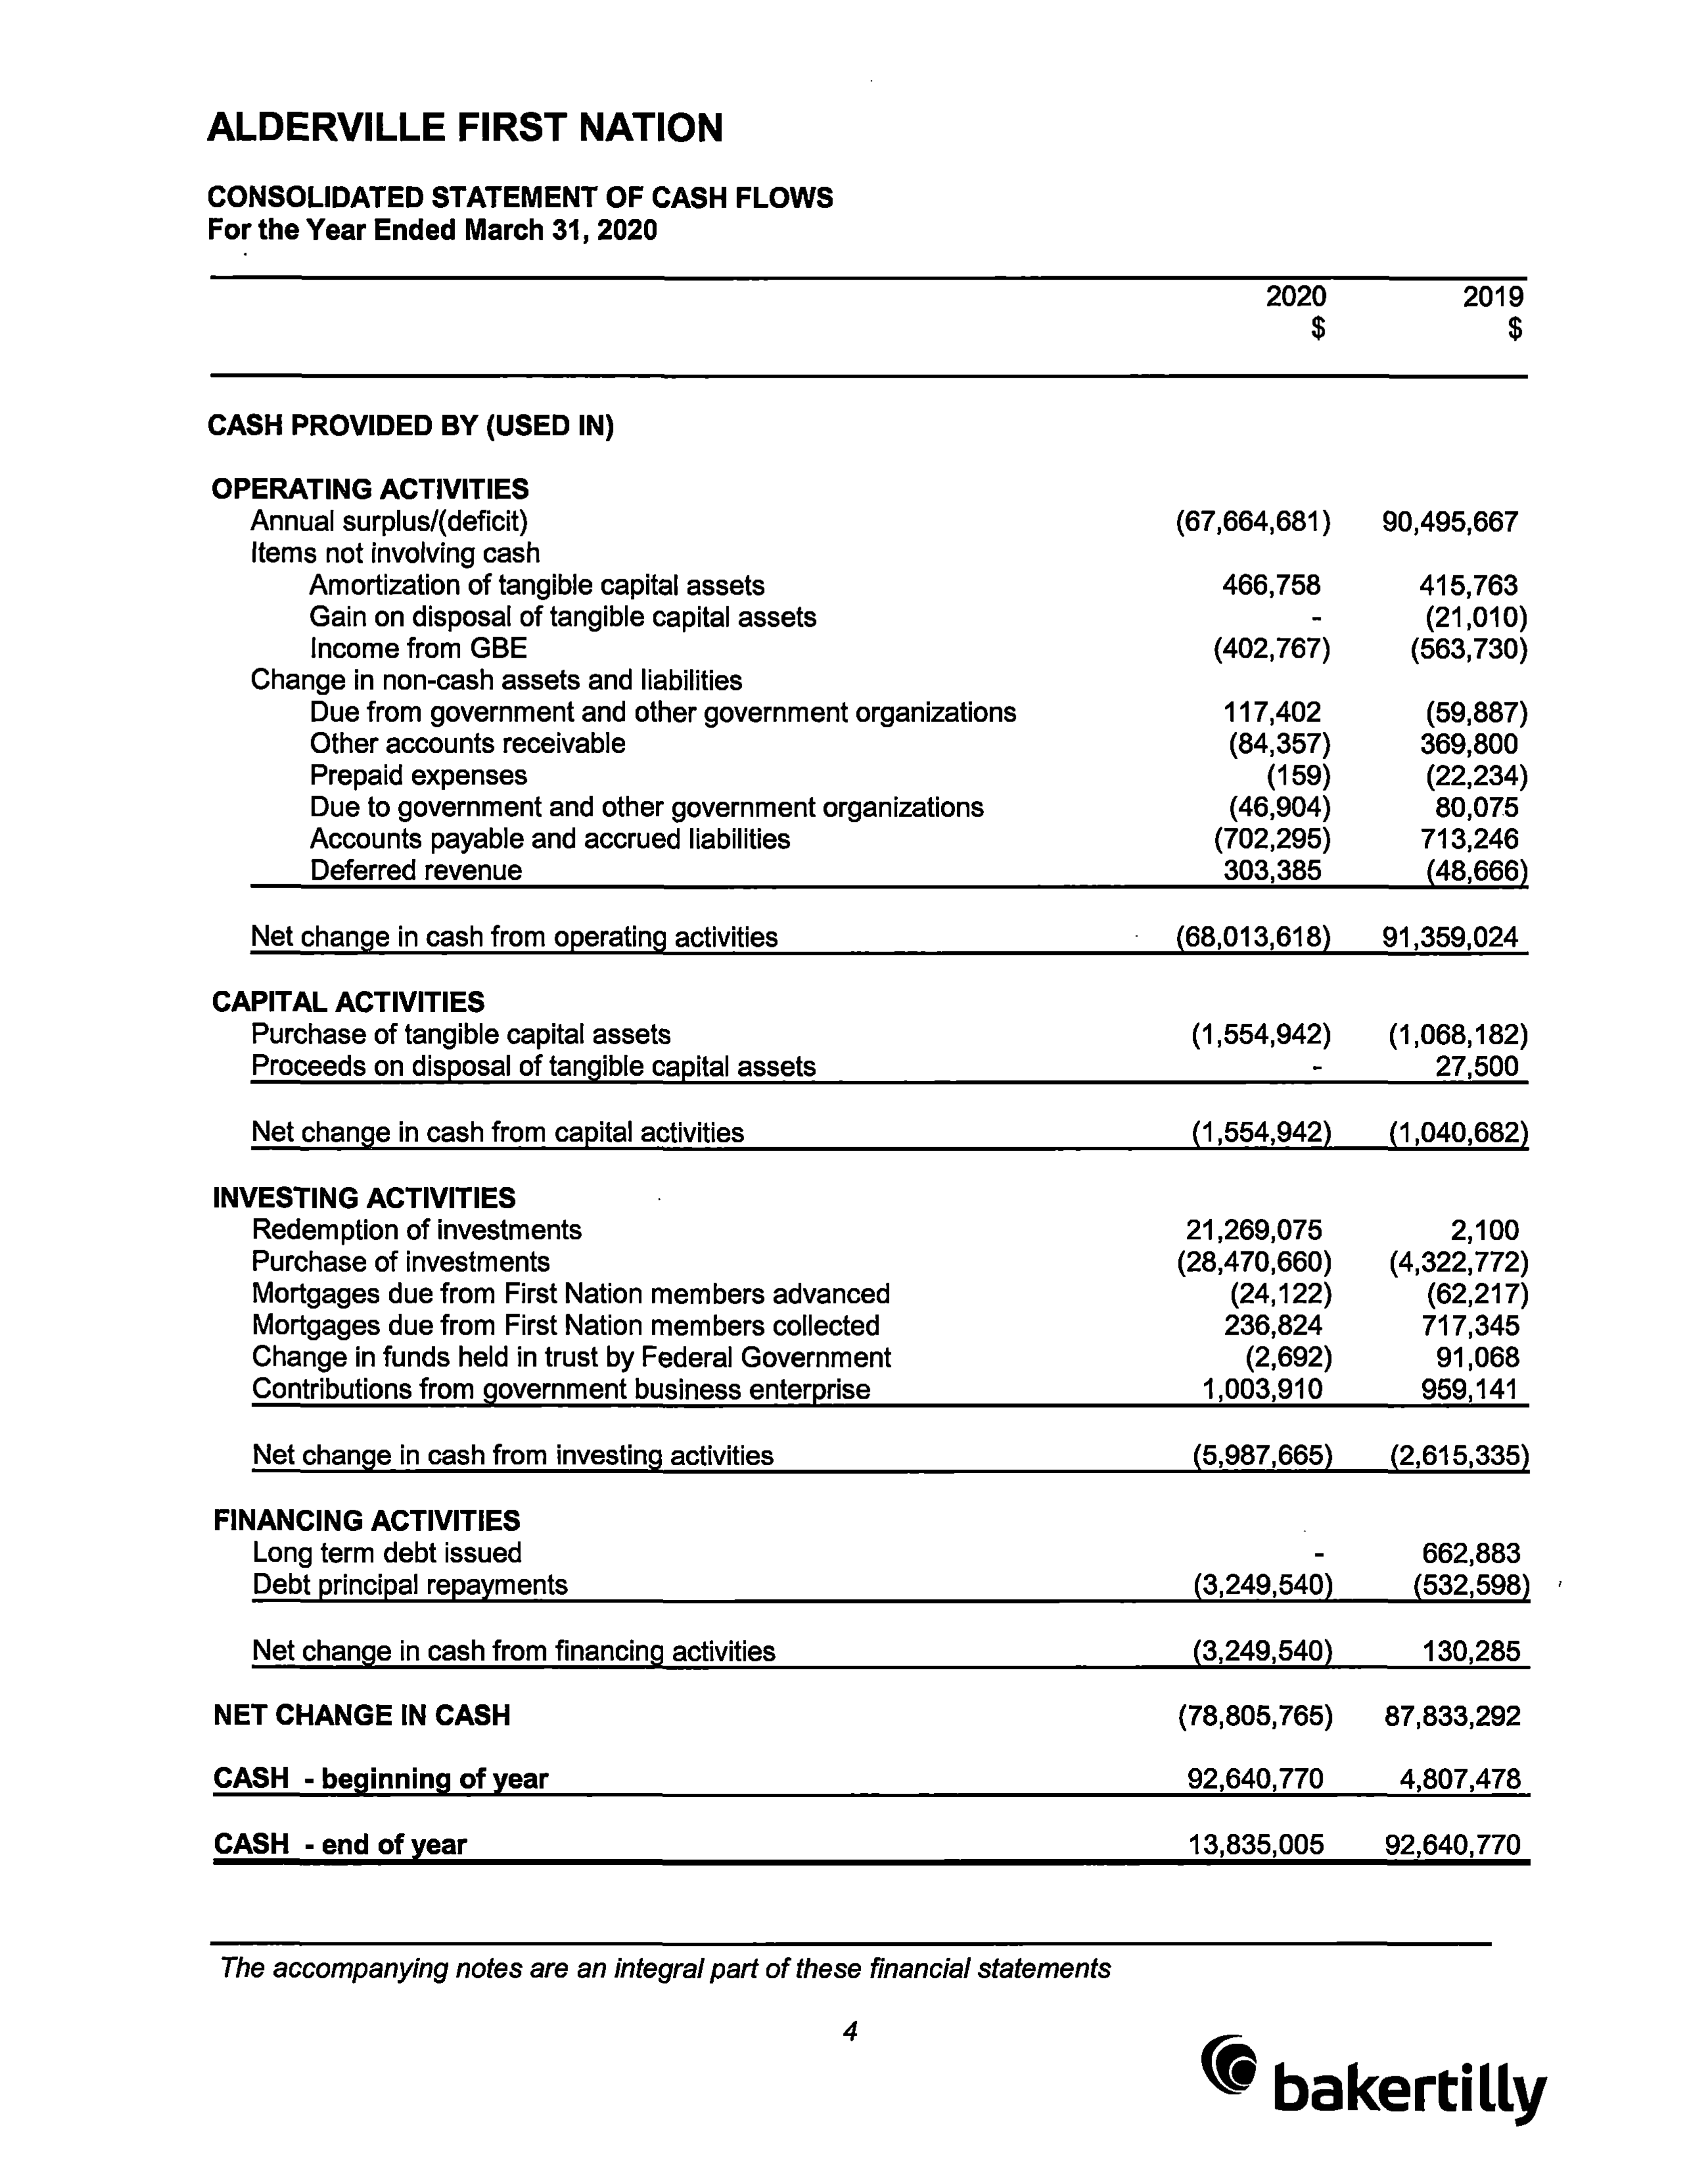 ALDERVILLE FIRST NATION
CONSOLIDATED STATEMENT OF CASH FLOWS
For the Year Ended March 31, 2020
2020 2019
$ $
CASH PROVIDED BY (USED IN)
OPERATING ACTIVITIES
Annual surplus/(deficit) (67,664,681) 90,495,667
Items not involving cash
Amortization of tangible capital assets 466,758 415,763
Gain on disposal of tangible capital assets - (21,010)
Income from GBE (402,767) (563,730)
Change in non-cash assets and liabilities
Due from government and other government organizations 117,402 (59,887)
Other accounts receivable (84,357) 369,800
Prepaid expenses (159) (22,234)
Due to government and other government organizations (46,904) 80,075
Accounts payable and accrued liabilities (702,295) 713,246
Deferred revenue 303,385 (48,666)
Net change in cash from operating activities (68,013,618) 91,359,024
CAPITAL ACTIVITIES
Purchase of tangible capital assets (1,554,942) (1,068,182)
Proceeds on disposal of tangible capital assets - 27,500
Net change in cash from capital activities (1,554,942) (1,040,682)
INVESTING ACTIVITIES
Redemption of investments 21,269,075 2,100
Purchase of investments (28,470,660) (4,322,772)
Mortgages due from First Nation members advanced (24,122) (62,217)
Mortgages due from First Nation members collected 236,824 717,345
Change in funds held in trust by Federal Government (2,692) 91,068
Contributions from government business enterprise 1,003,910 959,141
Net change in cash from investing activities (5,987,665) (2,615,335)
FINANCING ACTIVITIES
Long term debt issued - 662,883
Debt principal repayments (3,249,540) (532,598)
Net change in cash from financing activities (3,249,540) 130,285
NET CHANGE IN CASH (78,805,765) 87,833,292
CASH - beginning of year 92,640,770 4,807,478
CASH - end of year 13,835,005 92,640,770
The accompanying notes are an integral part of these financial statements
4
bakertilly